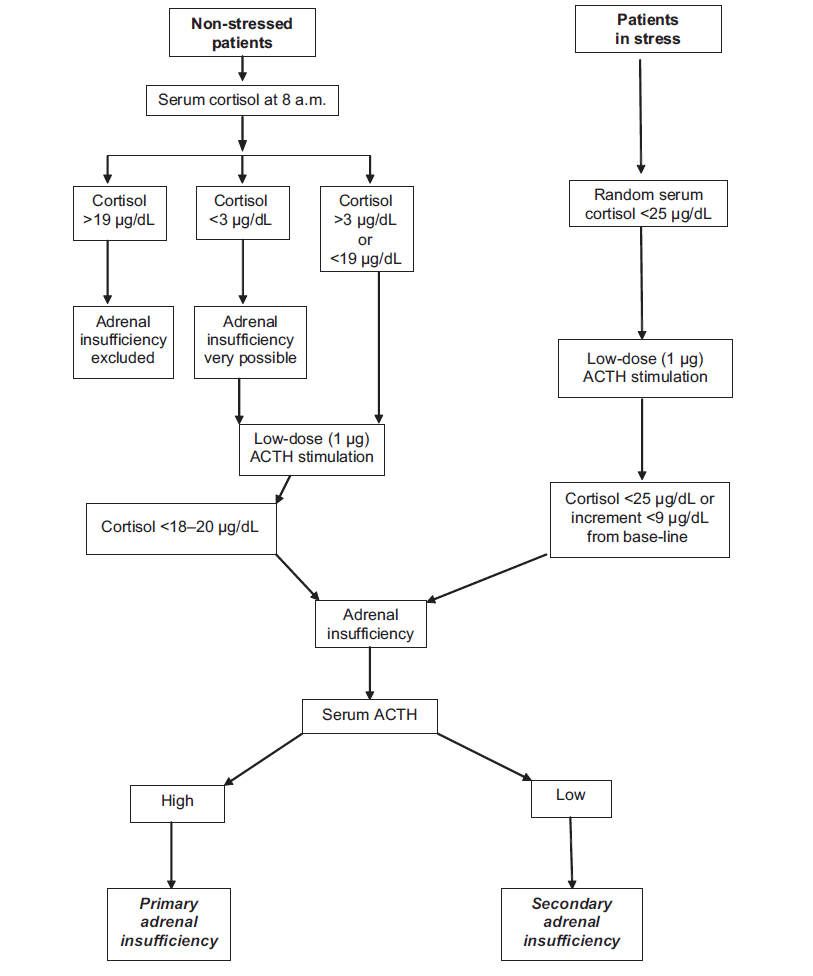 Non-stressed
patients
Patients
in stress
Serum cortisol at 8 a.m.
Cortisol
>19 µg/dL
Cortisol
<3 µg/dL
Cortisol
>3 µg/dL
or
<19 µg/dL
Random serum
cortisol <25 µg/dL
Adrenal
insufficiency
excluded
Adrenal
insufficiency
very possible
Low-dose (1 µg)
ACTH stimulation
Low-dose (1 µg)
ACTH stimulation
Cortisol <18–20 µg/dL
Cortisol <25 µg/dL or
increment <9 µg/dL
from base-line
Adrenal
insufficiency
Serum ACTH
High
Low
Primary
adrenal
insufficiency
Secondary
adrenal
insufficiency